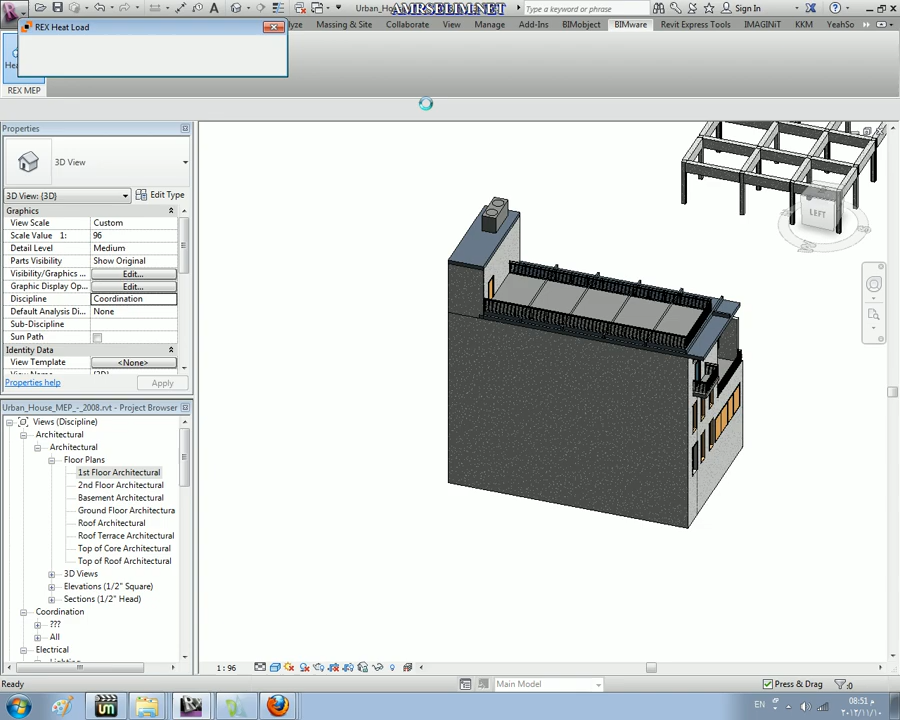 AMRSELIM.NET
Urban_Ho
Type a keyword or phrase
Sign In
REX Heat Load
Massing & Site
Collaborate
View
Manage
Add-Ins
BIMobject
BIMware
Revit Express Tools
IMAGINiT
KKM
YeahSo
REX MEP
Properties
3D View
3D View: {3D}
Edit Type
Graphics
View Scale Custom
Scale Value 1: 96
Detail Level Medium
Parts Visibility Show Original
Visibility/Graphics ... Edit...
Graphic Display Op... Edit...
Discipline Coordination
Default Analysis Di... None
Sub-Discipline
Sun Path
Identity Data
View Template <None>
Properties help
Apply
LEFT
Urban_House_MEP_-_2008.rvt - Project Browser
Views (Discipline)
Architectural
Architectural
Floor Plans
1st Floor Architectural
2nd Floor Architectural
Basement Architectural
Ground Floor Architectura
Roof Architectural
Roof Terrace Architectural
Top of Core Architectural
Top of Roof Architectural
3D Views
Elevations (1/2" Square)
Sections (1/2" Head)
Coordination
???
All
Electrical
1 : 96
Ready
Main Model
Press & Drag
:0
EN
08:51 م
٢٠١٣/١١/١٠